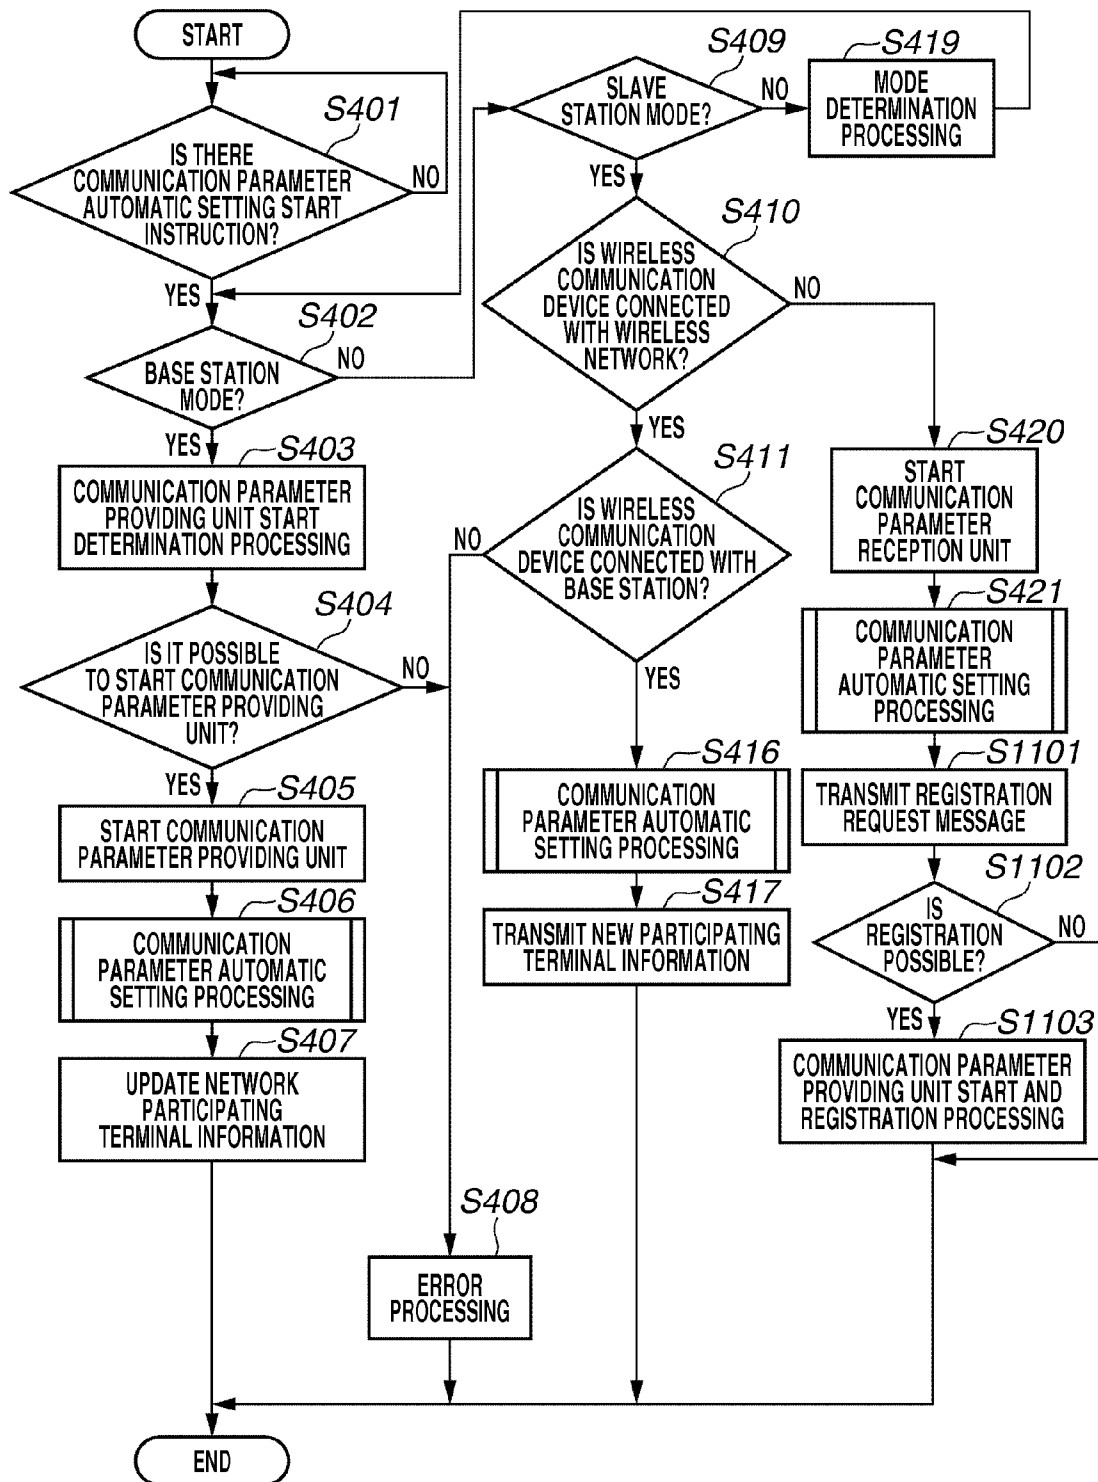 START
S401
IS THERE
COMMUNICATION PARAMETER
AUTOMATIC SETTING START
INSTRUCTION?
NO
YES
S402
BASE STATION
MODE?
NO
YES
S403
COMMUNICATION PARAMETER
PROVIDING UNIT START
DETERMINATION PROCESSING
S404
IS IT POSSIBLE
TO START COMMUNICATION
PARAMETER PROVIDING
UNIT?
NO
YES
S405
START COMMUNICATION
PARAMETER PROVIDING UNIT
S406
COMMUNICATION
PARAMETER AUTOMATIC
SETTING PROCESSING
S407
UPDATE NETWORK
PARTICIPATING
TERMINAL INFORMATION
S408
ERROR
PROCESSING
END
S409
SLAVE
STATION MODE?
NO
YES
S419
MODE
DETERMINATION
PROCESSING
S410
IS WIRELESS
COMMUNICATION
DEVICE CONNECTED
WITH WIRELESS
NETWORK?
NO
YES
S411
IS WIRELESS
COMMUNICATION
DEVICE CONNECTED WITH
BASE STATION?
NO
YES
S416
COMMUNICATION
PARAMETER AUTOMATIC
SETTING PROCESSING
S417
TRANSMIT NEW PARTICIPATING
TERMINAL INFORMATION
S420
START
COMMUNICATION
PARAMETER
RECEPTION UNIT
S421
COMMUNICATION
PARAMETER
AUTOMATIC SETTING
PROCESSING
S1101
TRANSMIT REGISTRATION
REQUEST MESSAGE
S1102
IS
REGISTRATION
POSSIBLE?
NO
YES
S1103
COMMUNICATION PARAMETER
PROVIDING UNIT START AND
REGISTRATION PROCESSING